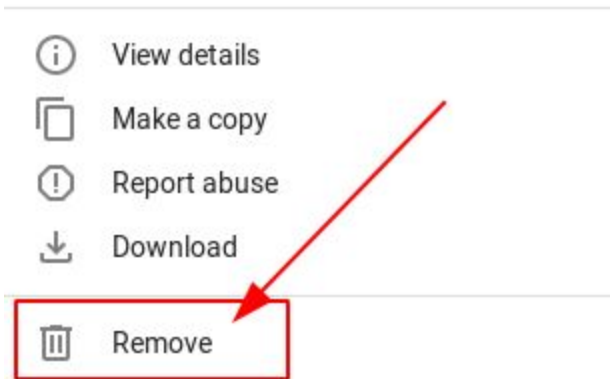 View details
Make a copy
Report abuse
Download
Remove